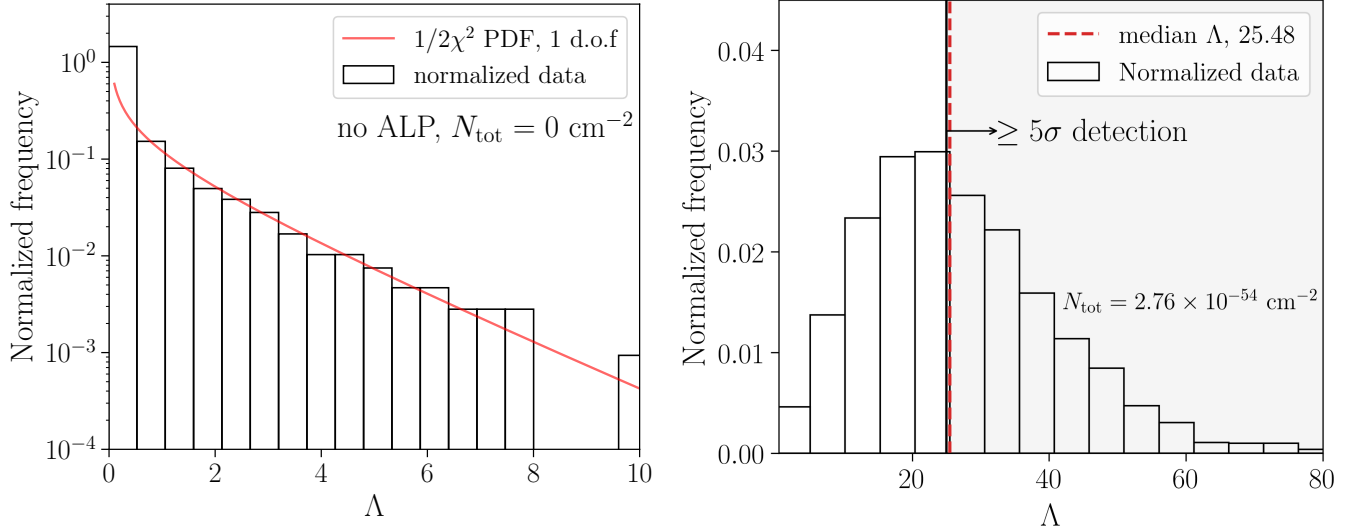 1/2χ² PDF, 1 d.o.f
normalized data
no ALP, N_tot = 0 cm⁻²
Normalized frequency
10⁰
10⁻¹
10⁻²
10⁻³
10⁻⁴
0 2 4 6 8 10
Λ
median Λ, 25.48
Normalized data
≥ 5σ detection
N_tot = 2.76 × 10⁻⁵⁴ cm⁻²
Normalized frequency
0.04
0.03
0.02
0.01
0.00
20 40 60 80
Λ